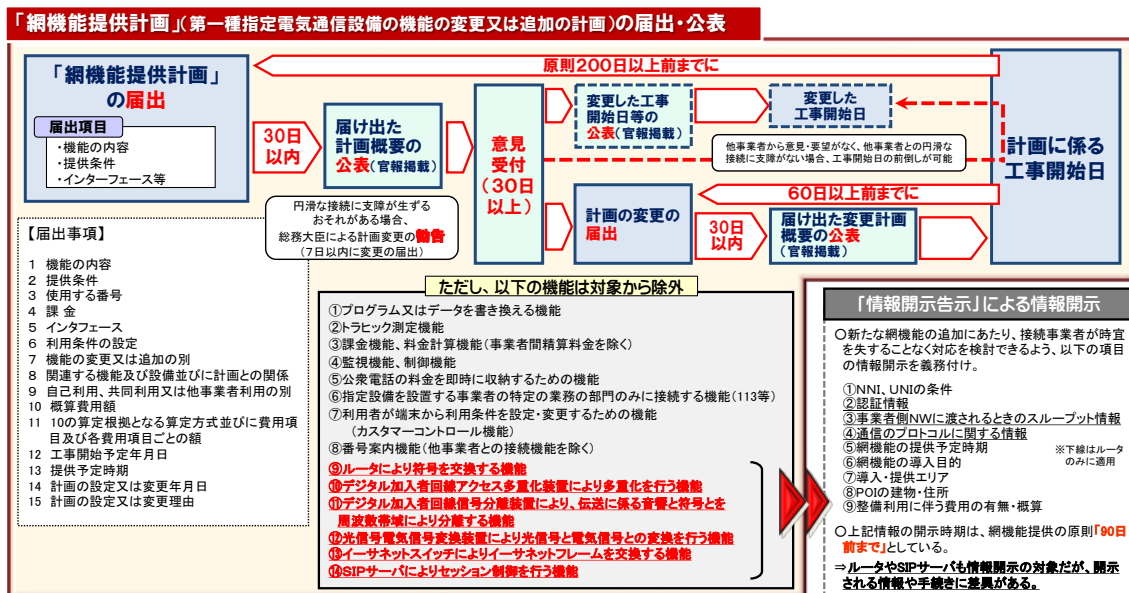 「網機能提供計画」(第一種指定電気通信設備の機能の変更又は追加の計画)の届出・公表
原則200日以上前までに
「網機能提供計画」
の届出
届出項目
・機能の内容
・提供条件
・インターフェース等
30日
以内
届け出た
計画概要の
公表(官報掲載)
意見
受付
(30日
以上)
変更した工事
開始日等の
公表(官報掲載)
変更した
工事開始日
計画に係る
工事開始日
他事業者から意見・要望がなく、他事業者との円滑な
接続に支障がない場合、工事開始日の前倒しが可能
60日以上前までに
計画の変更の
届出
30日
以内
届け出た変更計画
概要の公表
(官報掲載)
円滑な接続に支障が生ずる
おそれがある場合、
総務大臣による計画変更の勧告
(7日以内に変更の届出)
【届出事項】
1 機能の内容
2 提供条件
3 使用する番号
4 課 金
5 インタフェース
6 利用条件の設定
7 機能の変更又は追加の別
8 関連する機能及び設備並びに計画との関係
9 自己利用、共同利用又は他事業者利用の別
10 概算費用額
11 10の算定根拠となる算定方式並びに費用項
目及び各費用項目ごとの額
12 工事開始予定年月日
13 提供予定時期
14 計画の設定又は変更年月日
15 計画の設定又は変更理由
ただし、以下の機能は対象から除外
①プログラム又はデータを書き換える機能
②トラヒック測定機能
③課金機能、料金計算機能(事業者間精算料金を除く)
④監視機能、制御機能
⑤公衆電話の料金を即時に収納するための機能
⑥指定設備を設置する事業者の特定の業務の部門のみに接続する機能(113等)
⑦利用者が端末から利用条件を設定・変更するための機能
(カスタマーコントロール機能)
⑧番号案内機能(他事業者との接続機能を除く)
⑨ルータにより符号を交換する機能
⑩デジタル加入者回線アクセス多重化装置により多重化を行う機能
⑪デジタル加入者回線信号分離装置により、伝送に係る音響と符号とを
周波数帯域により分離する機能
⑫光信号電気信号変換装置により光信号と電気信号との変換を行う機能
⑬イーサネットスイッチによりイーサネットフレームを交換する機能
⑭SIPサーバによりセッション制御を行う機能
「情報開示告示」による情報開示
○新たな網機能の追加にあたり、接続事業者が時宜
を失することなく対応を検討できるよう、以下の項目
の情報開示を義務付け。
①NNI、UNIの条件
②認証情報
③事業者側NWに渡されるときのスループット情報
④通信のプロトコルに関する情報
⑤網機能の提供予定時期
※下線はルータ
のみに適用
⑥網機能の導入目的
⑦導入・提供エリア
⑧POIの建物・住所
⑨整備利用に伴う費用の有無・概算
○上記情報の開示時期は、網機能提供の原則「90日
前まで」としている。
⇒ルータやSIPサーバも情報開示の対象だが、開示
される情報や手続きに差異がある。